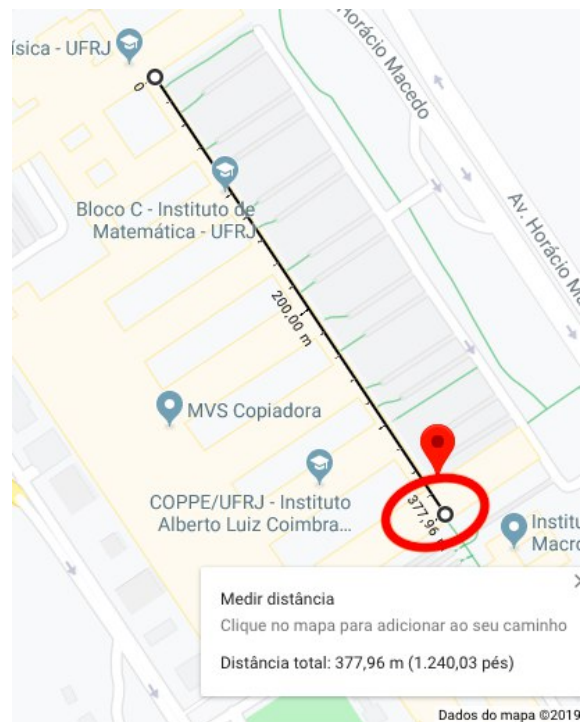 ísica - UFRJ
Horácio Macedo
0
Bloco C - Instituto de
Matemática - UFRJ
Av. Horácio Ma
200,00 m
MVS Copiadora
COPPE/UFRJ - Instituto
Alberto Luiz Coimbra...
377,96
Institu
Macro
Medir distância
Clique no mapa para adicionar ao seu caminho
Distância total: 377,96 m (1.240,03 pés)
Dados do mapa ©2019